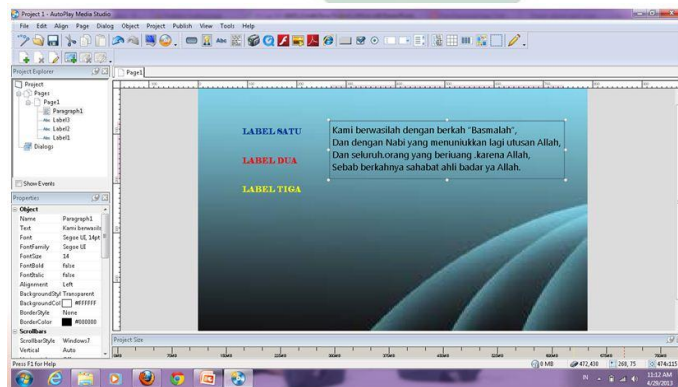 Project 1 - AutoPlay Media Studio
File Edit Align Page Dialog Object Project Publish View Tools Help
Project Explorer
Page1
Project
Pages
Page1
Paragraph1
Label3
Label2
Label1
Dialogs
Show Events
LABEL SATU
LABEL DUA
LABEL TIGA
Kami berwasilah dengan berkah "Basmalah",
Dan dengan Nabi yang menuniukkan lagi utusan Allah,
Dan seluruh.orang yang beriuang .karena Allah,
Sebab berkahnya sahabat ahli badar ya Allah.
Properties
Object
Name Paragraph1
Text Kami berwasila
Font Segoe UI, 14pt
FontFamily Segoe UI
FontSize 14
FontBold false
FontItalic false
Alignment Left
BackgroundStyl Transparent
BackgroundCol #FFFFFF
BorderStyle None
BorderColor #000000
Scrollbars
ScrollbarStyle Windows7
Vertical Auto
Project Size
Press F1 for Help
0 MB
472,430
268, 75
474x115
IN
11:12 AM
4/29/2013